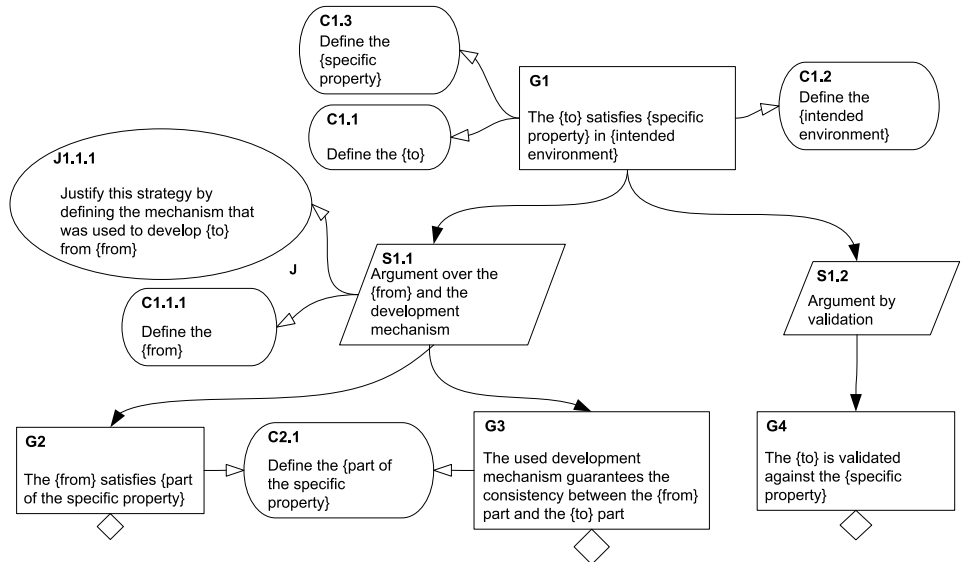 C1.3
Define the
{specific
property}
G1
The {to} satisfies {specific
property} in {intended
environment}
C1.2
Define the
{intended
environment}
C1.1
Define the {to}
J1.1.1
Justify this strategy by
defining the mechanism that
was used to develop {to}
from {from}
J
S1.1
Argument over the
{from} and the
development
mechanism
S1.2
Argument by
validation
C1.1.1
Define the
{from}
G2
The {from} satisfies {part
of the specific property}
C2.1
Define the {part of
the specific
property}
G3
The used development
mechanism guarantees the
consistency between the {from}
part and the {to} part
G4
The {to} is validated
against the {specific
property}